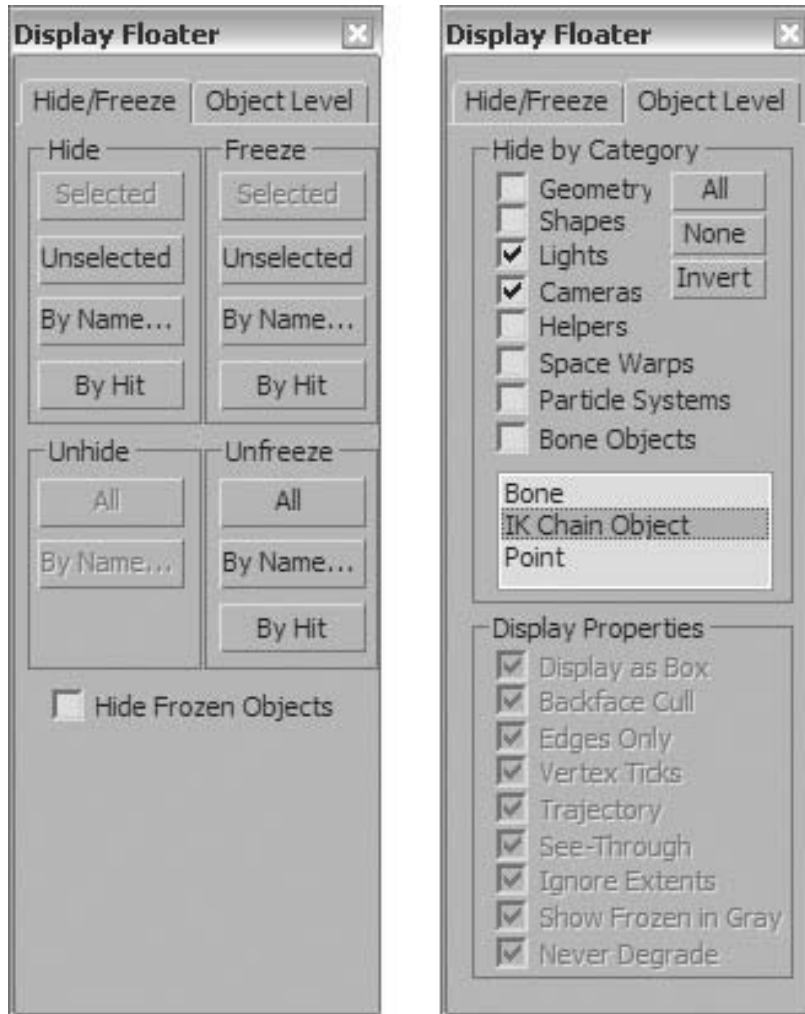 Display Floater
Hide/Freeze Object Level
Hide
Selected
Unselected
By Name...
By Hit
Freeze
Selected
Unselected
By Name...
By Hit
Unhide
All
By Name...
Unfreeze
All
By Name...
By Hit
Hide Frozen Objects
Display Floater
Hide/Freeze Object Level
Hide by Category
Geometry
Shapes
Lights
Cameras
Helpers
Space Warps
Particle Systems
Bone Objects
All
None
Invert
Bone
IK Chain Object
Point
Display Properties
Display as Box
Backface Cull
Edges Only
Vertex Ticks
Trajectory
See-Through
Ignore Extents
Show Frozen in Gray
Never Degrade